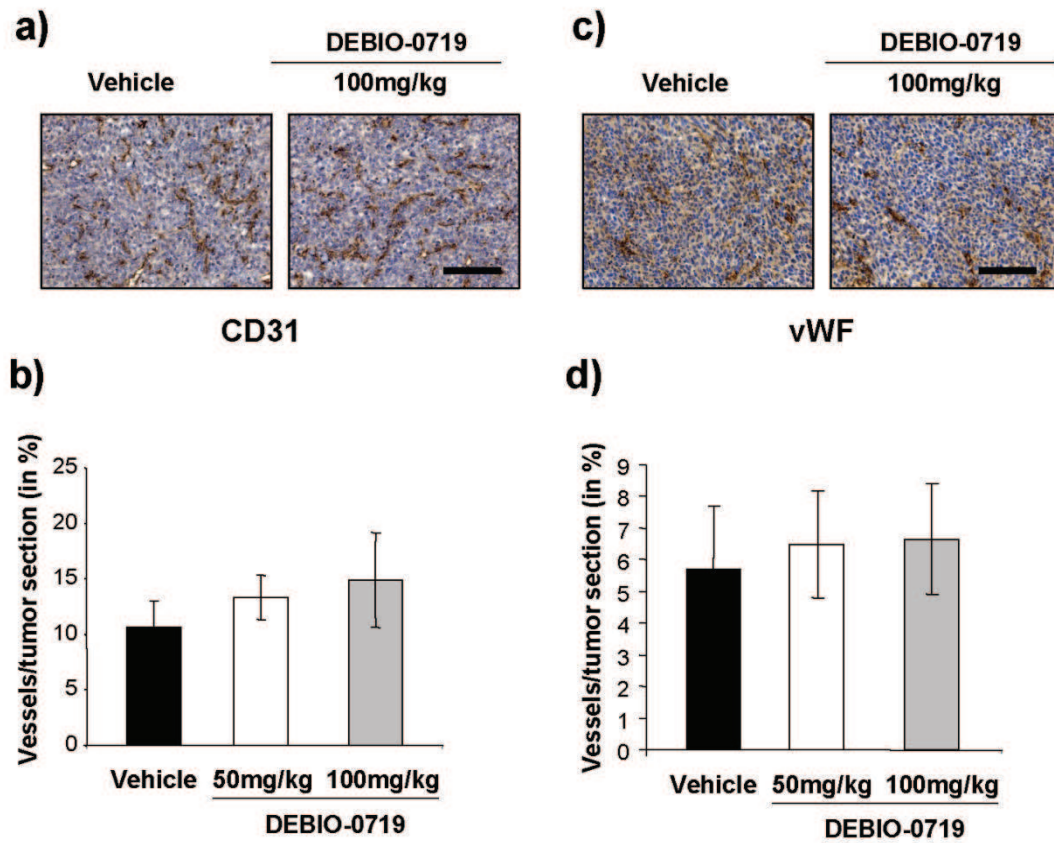 a)
DEBIO-0719
Vehicle
100mg/kg
CD31
c)
DEBIO-0719
Vehicle
100mg/kg
vWF
b)
Vessels/tumor section (in %)
25
20
15
10
5
0
Vehicle
50mg/kg
100mg/kg
DEBIO-0719
d)
Vessels/tumor section (in %)
9
8
7
6
5
4
3
2
1
0
Vehicle
50mg/kg
100mg/kg
DEBIO-0719